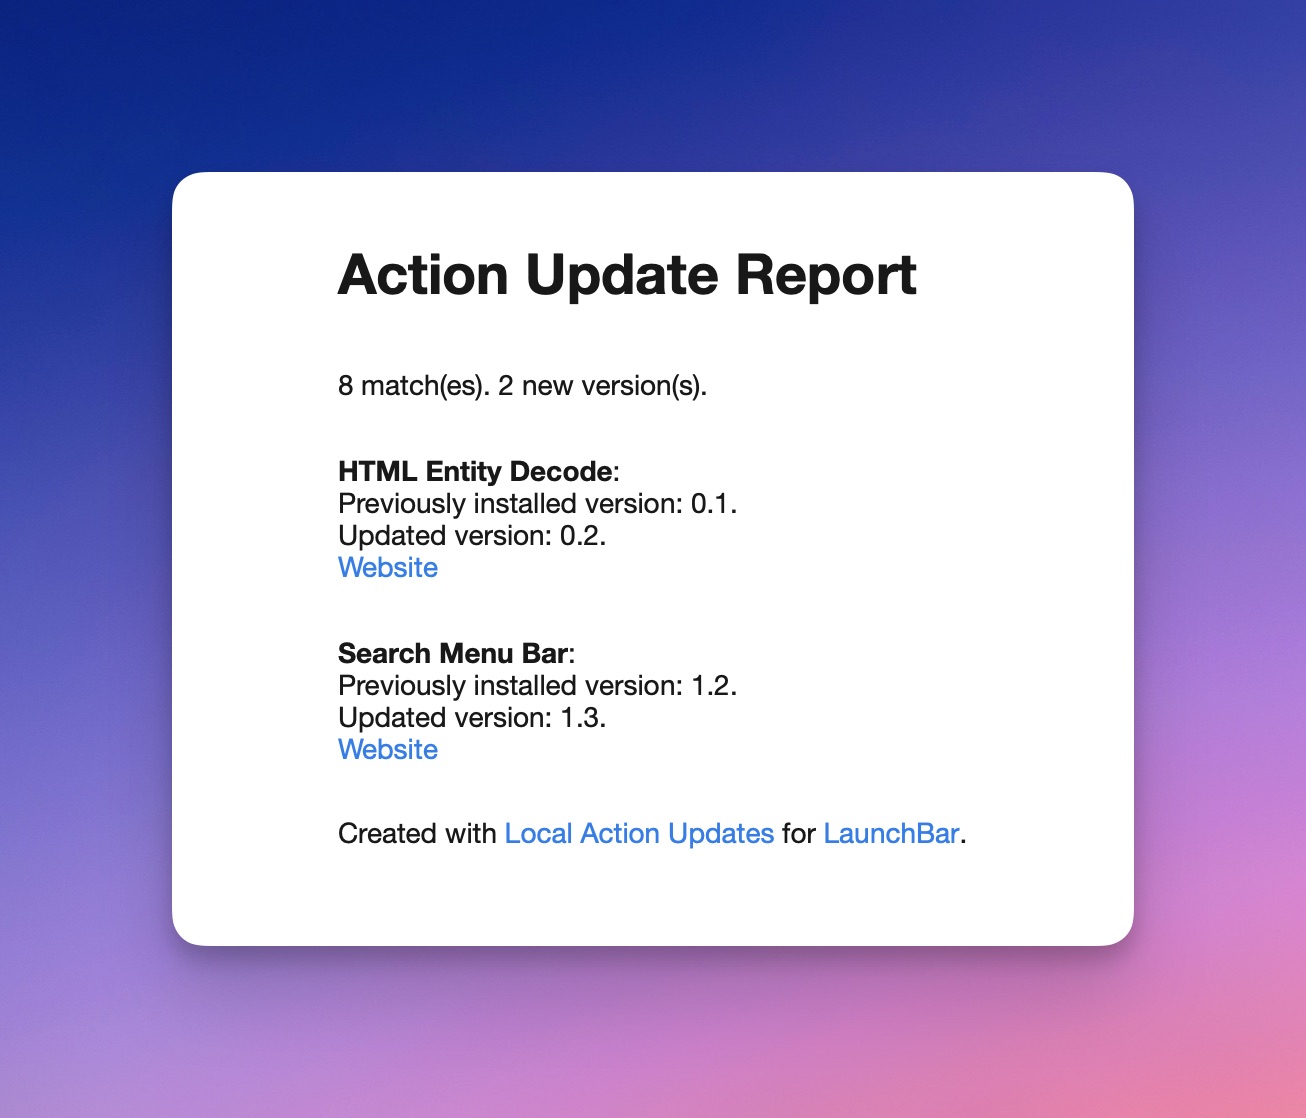 Action Update Report
8 match(es). 2 new version(s).
HTML Entity Decode:
Previously installed version: 0.1.
Updated version: 0.2.
Website
Search Menu Bar:
Previously installed version: 1.2.
Updated version: 1.3.
Website
Created with Local Action Updates for LaunchBar.